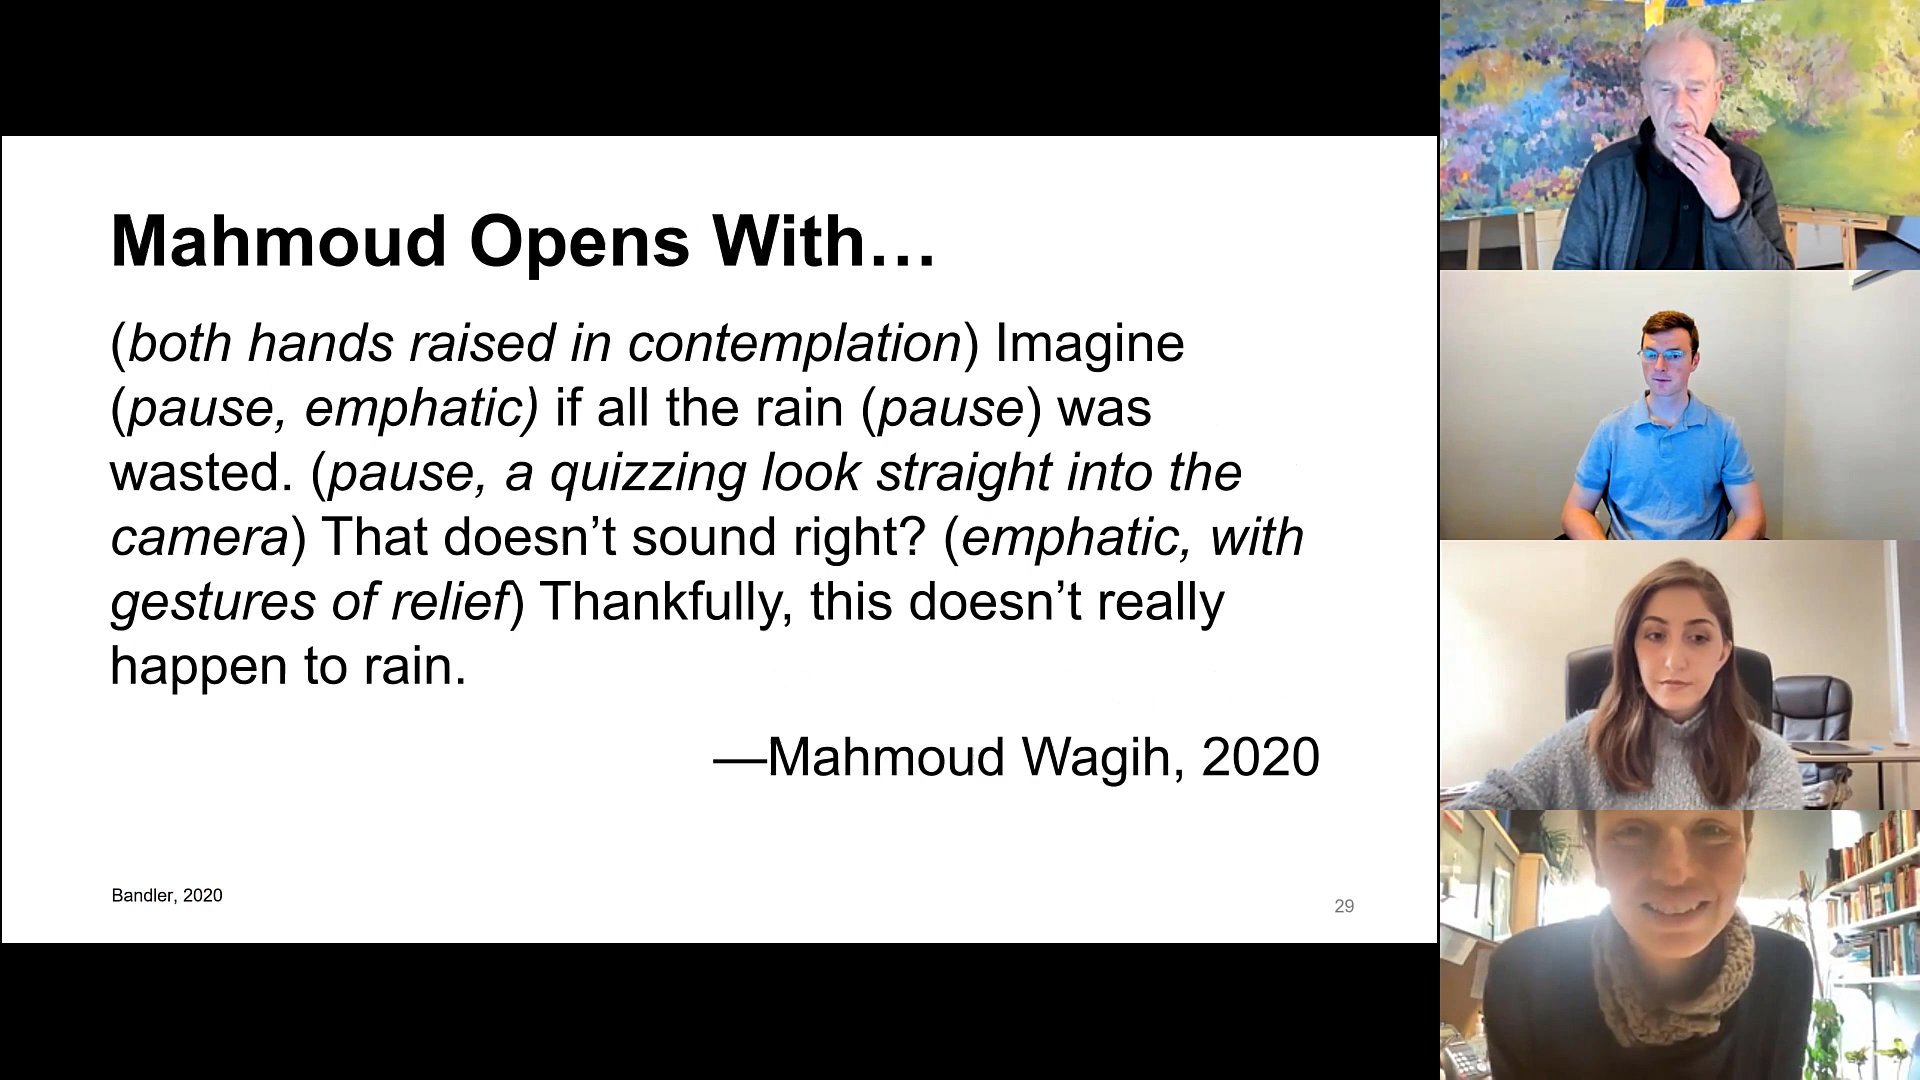 Mahmoud Opens With…
(both hands raised in contemplation) Imagine
(pause, emphatic) if all the rain (pause) was
wasted. (pause, a quizzing look straight into the
camera) That doesn’t sound right? (emphatic, with
gestures of relief) Thankfully, this doesn’t really
happen to rain.
—Mahmoud Wagih, 2020
Bandler, 2020
29